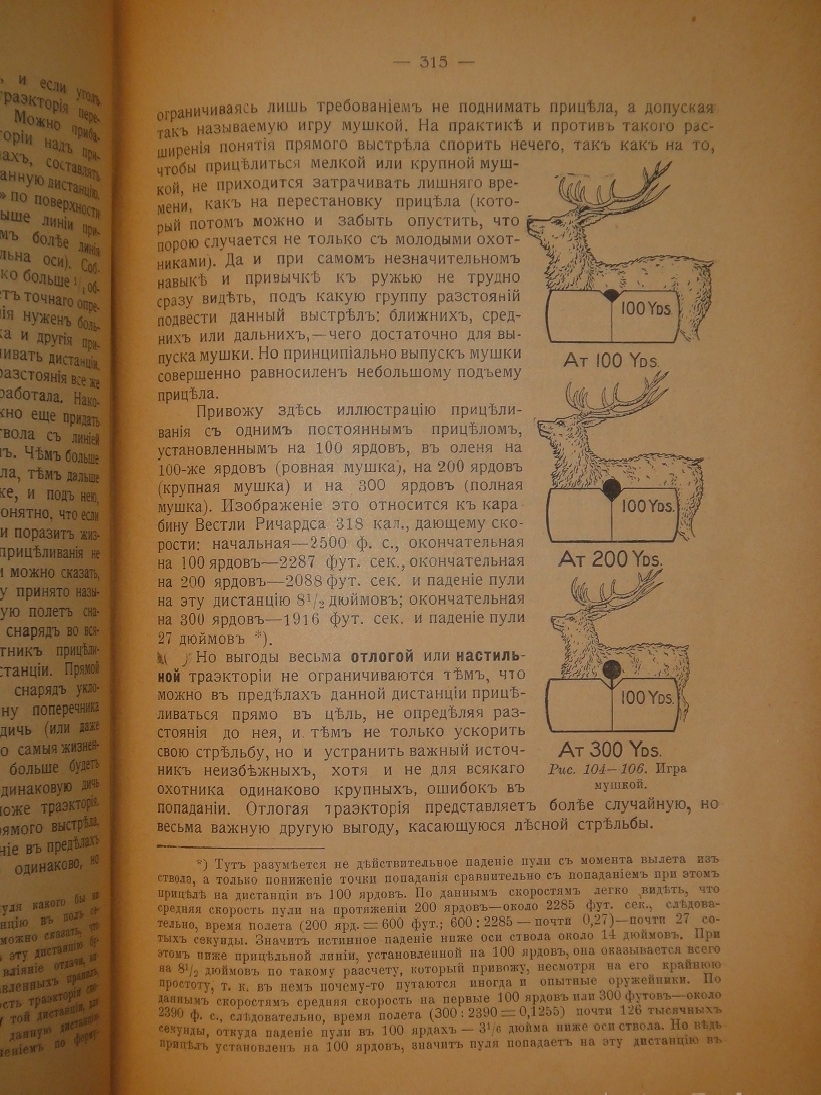 — 315 —
ограничиваясь лишь требованіемъ не поднимать прицѣла, а допуская
такъ называемую игру мушкой. На практикѣ и противъ такого рас-
ширенія понятія прямого выстрѣла спорить нечего, такъ какъ на то,
чтобы прицѣлиться мелкой или крупной муш-
кой, не приходится затрачивать лишняго вре-
мени, какъ на перестановку прицѣла (кото-
рый потомъ можно и забыть опустить, что
порою случается не только съ молодыми охот-
никами). Да и при самомъ незначительномъ
навыкѣ и привычкѣ къ ружью не трудно
сразу видѣть, подъ какую группу разстояній
подвести данный выстрѣлъ: ближнихъ, сред-
нихъ или дальнихъ,—чего достаточно для вы-
пуска мушки. Но принципіально выпускъ мушки
совершенно равносиленъ небольшому подъему
прицѣла.
Привожу здѣсь иллюстрацію прицѣли-
ванія съ однимъ постояннымъ прицѣломъ,
установленнымъ на 100 ярдовъ, въ оленя на
100-же ярдовъ (ровная мушка), на 200 ярдовъ
(крупная мушка) и на 300 ярдовъ (полная
мушка). Изображеніе это относится къ кара
бину Вестли Ричардса 318 кал., дающему ско-
рости: начальная—2500 ф. с., окончательная
на 100 ярдовъ—2287 фут. сек., окончательная
на 200 ярдовъ—2088 фут. сек. и паденіе пули
на эту дистанцію 8¹/₂ дюймовъ; окончательная
на 300 ярдовъ—1916 фут. сек. и паденіе пули
27 дюймовъ *).
Но выгоды весьма отлогой или настиль-
ной траэкторіи не ограничиваются тѣмъ, что
можно въ предѣлахъ данной дистанціи прицѣ-
ливаться прямо въ цѣль, не опредѣляя раз-
стоянія до нея, и тѣмъ не только ускорить
свою стрѣльбу, но и устранить важный источ-
никъ неизбѣжныхъ, хотя и не для всякаго
охотника одинаково крупныхъ, ошибокъ въ
попаданіи. Отлогая траэкторія представляетъ болѣе случайную, но
весьма важную другую выгоду, касающуюся лѣсной стрѣльбы.
100 YDS.
AT 100 YDS.
100 YDS.
AT 200 YDS.
100 YDS.
AT 300 YDS.
Рис. 104—106. Игра
мушкой.
*) Тутъ разумѣется не дѣйствительное паденіе пули съ момента вылета изъ
ствола, а только пониженіе точки попаданія сравнительно съ попаданіемъ при этомъ
прицѣлѣ на дистанціи въ 100 ярдовъ. По даннымъ скоростямъ легко видѣть, что
средняя скорость пули на протяженіи 200 ярдовъ—около 2285 фут. сек., слѣдова-
тельно, время полета (200 ярд. = 600 фут.; 600 : 2285 — почти 0,27)—почти 27 со-
тыхъ секунды. Значитъ истинное паденіе ниже оси ствола около 14 дюймовъ. При
этомъ ниже прицѣльной линіи, установленной на 100 ярдовъ, она оказывается всего
на 8¹/₂ дюймовъ по такому разсчету, который привожу, несмотря на его крайнюю
простоту, т. к. въ немъ почему-то путаются иногда и опытные оружейники. По
даннымъ скоростямъ средняя скорость на первые 100 ярдовъ или 300 футовъ—около
2390 ф. с., слѣдовательно, время полета (300 : 2390 = 0,1255) почти 126 тысячныхъ
секунды, откуда паденіе пули въ 100 ярдахъ — 3¹/₆ дюйма ниже оси ствола. Но вѣдь
прицѣлъ установленъ на 100 ярдовъ, значитъ пуля попадаетъ на эту дистанцію въ